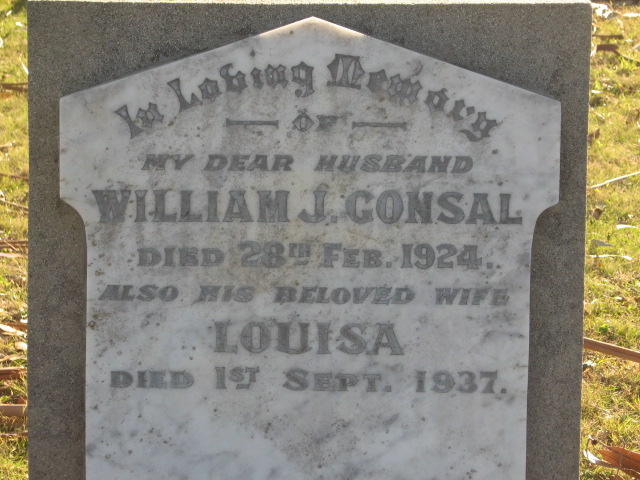 In Loving Memory
OF
MY DEAR HUSBAND
WILLIAM J. GONSAL
DIED 28TH FEB. 1924.
ALSO HIS BELOVED WIFE
LOUISA
DIED 1ST SEPT. 1937.